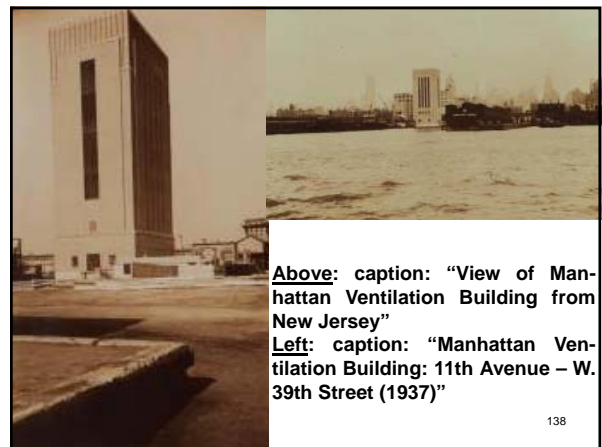 Above: caption: “View of Man-
hattan Ventilation Building from
New Jersey”
Left: caption: “Manhattan Ven-
tilation Building: 11th Avenue – W.
39th Street (1937)”
138